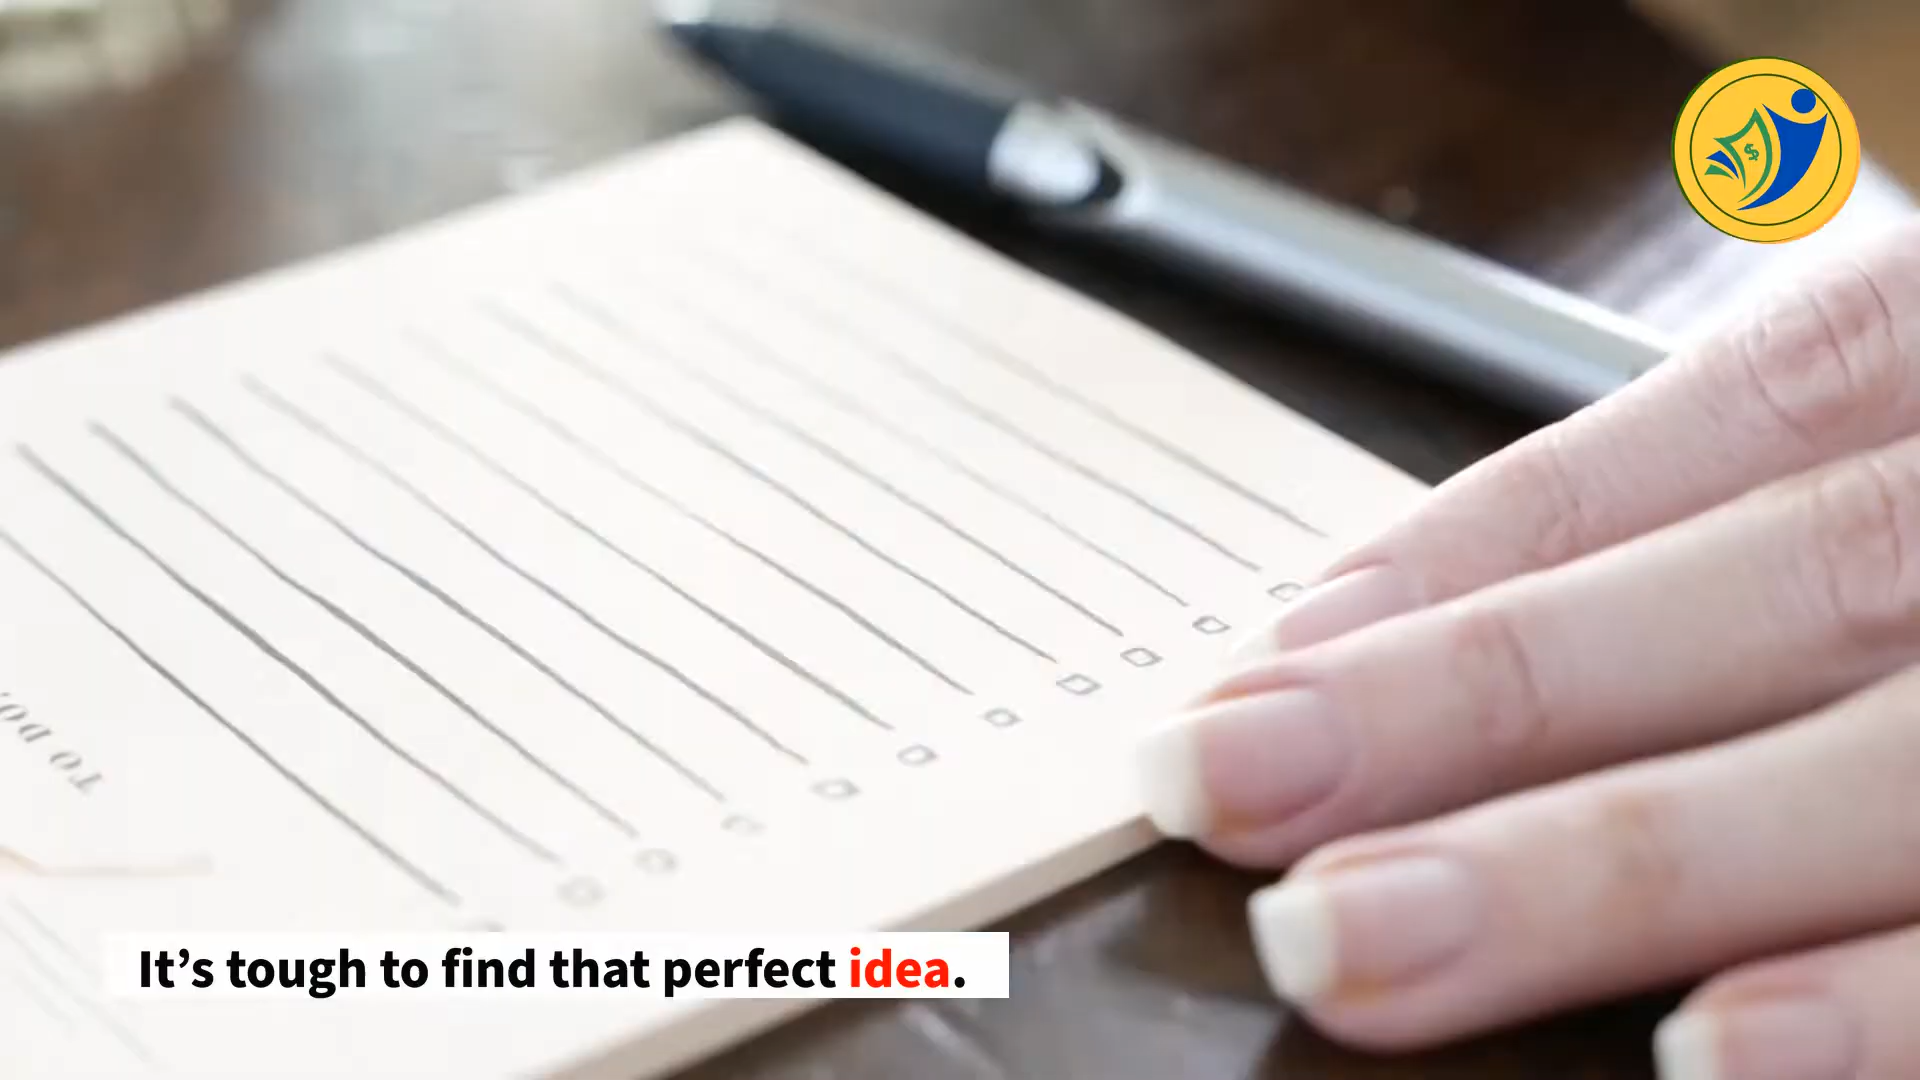 It’s tough to find that perfect idea.
TO DO
$